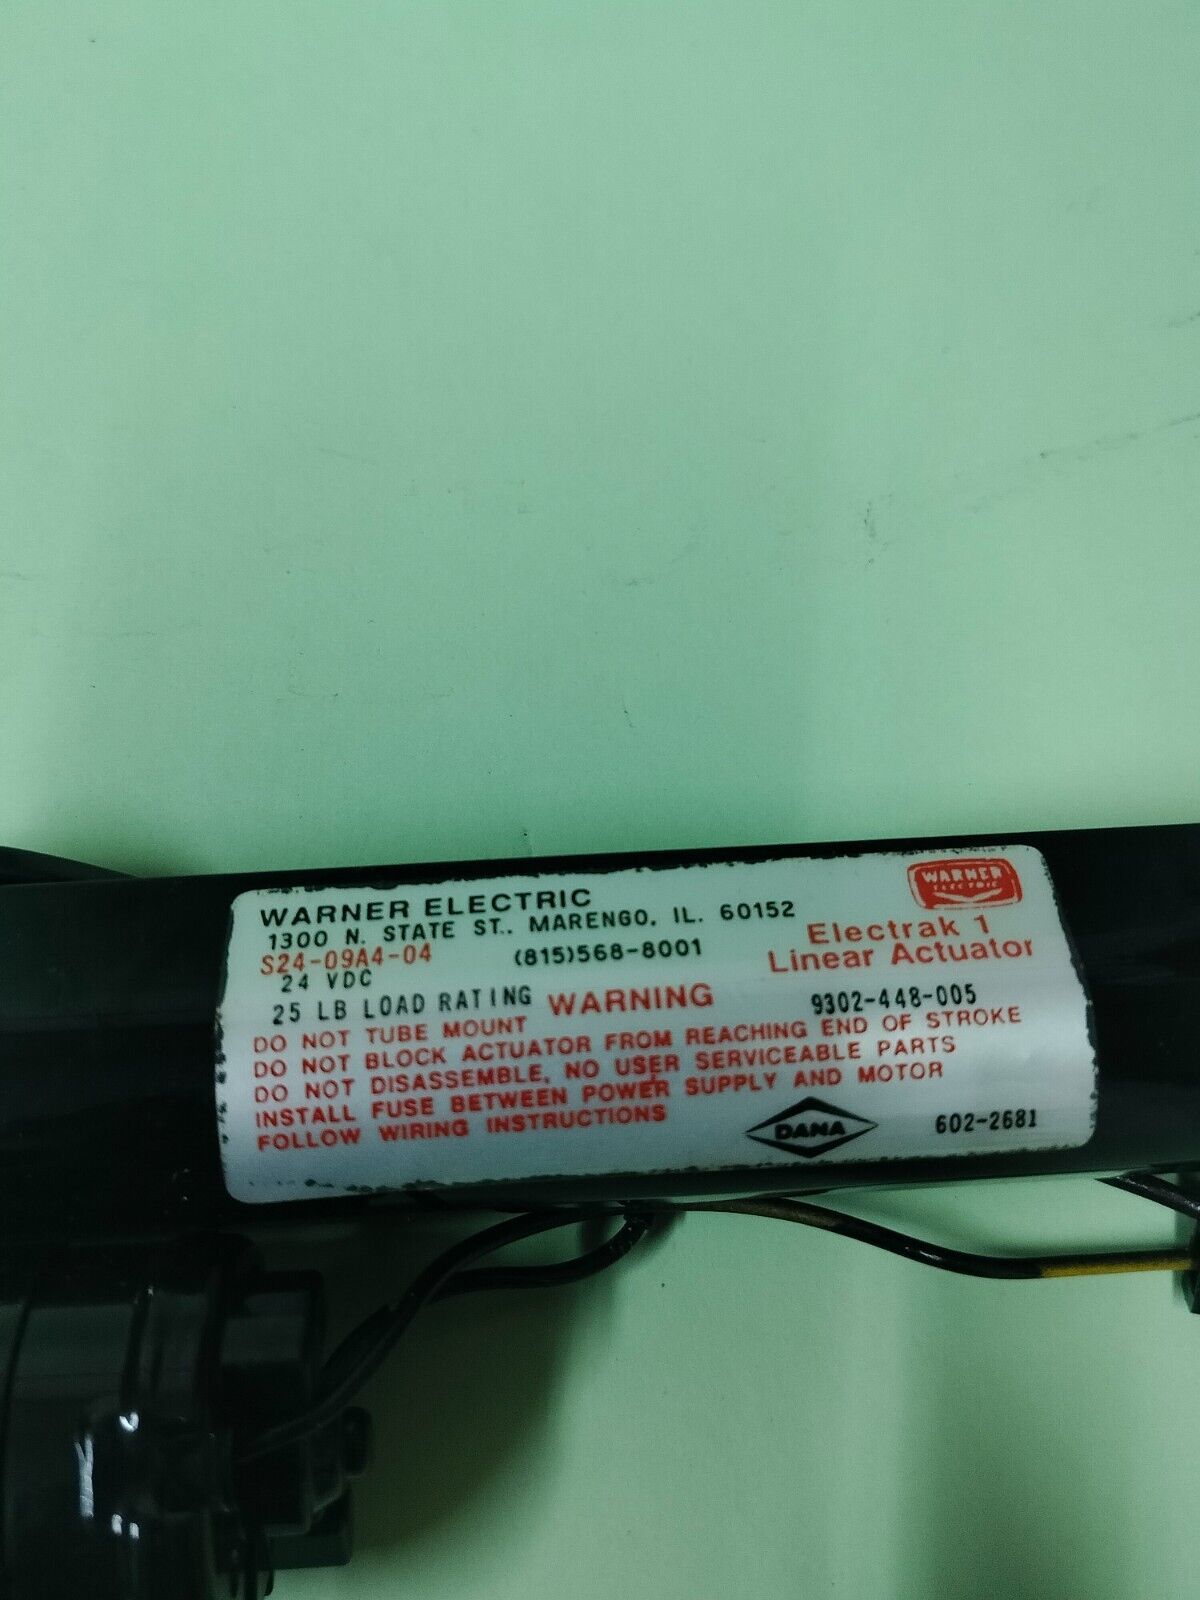 WARNER ELECTRIC
1300 N. STATE ST., MARENGO, IL. 60152
S24-09A4-04 (815)568-8001
24 VDC
25 LB LOAD RATING WARNING
WARNER
ELECTRIC
Electrak 1
Linear Actuator
9302-448-005
DO NOT TUBE MOUNT
DO NOT BLOCK ACTUATOR FROM REACHING END OF STROKE
DO NOT DISASSEMBLE, NO USER SERVICEABLE PARTS
INSTALL FUSE BETWEEN POWER SUPPLY AND MOTOR
FOLLOW WIRING INSTRUCTIONS
DANA
602-2681